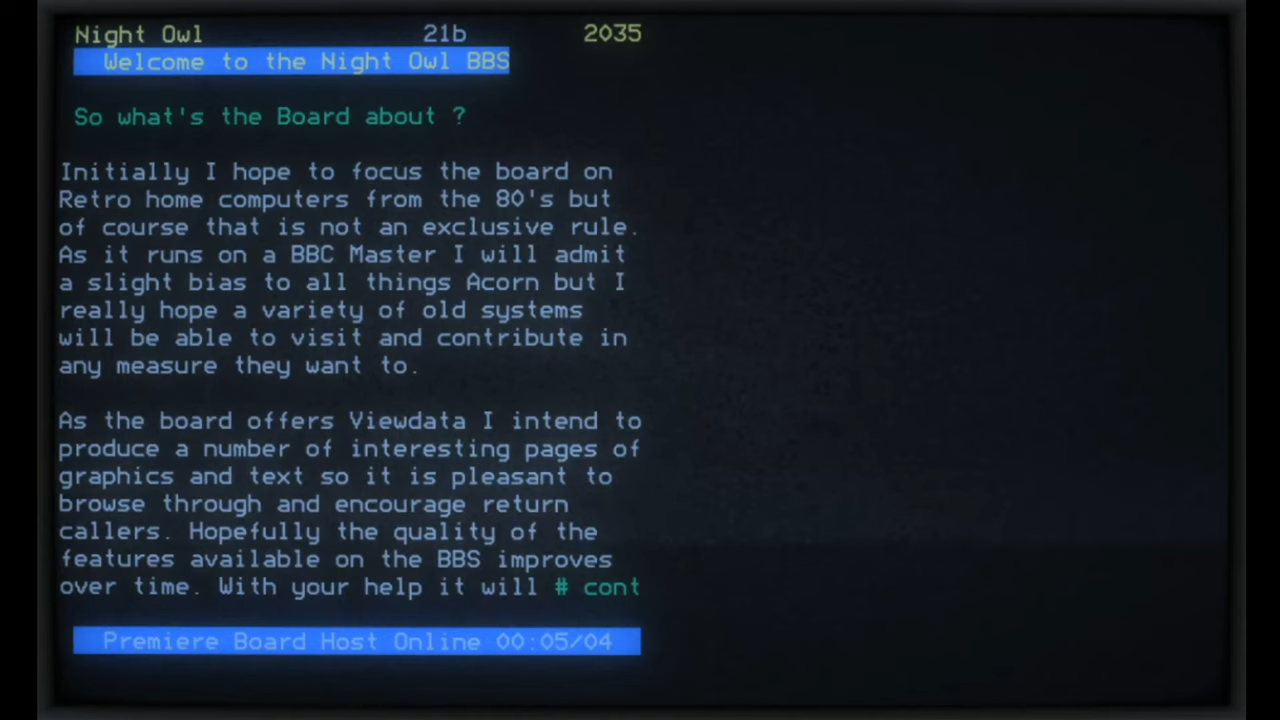 Night Owl 21b 2035
Welcome to the Night Owl BBS
So what's the Board about ?
Initially I hope to focus the board on
Retro home computers from the 80's but
of course that is not an exclusive rule.
As it runs on a BBC Master I will admit
a slight bias to all things Acorn but I
really hope a variety of old systems
will be able to visit and contribute in
any measure they want to.
As the board offers Viewdata I intend to
produce a number of interesting pages of
graphics and text so it is pleasant to
browse through and encourage return
callers. Hopefully the quality of the
features available on the BBS improves
over time. With your help it will # cont
Premiere Board Host Online 00:05/04